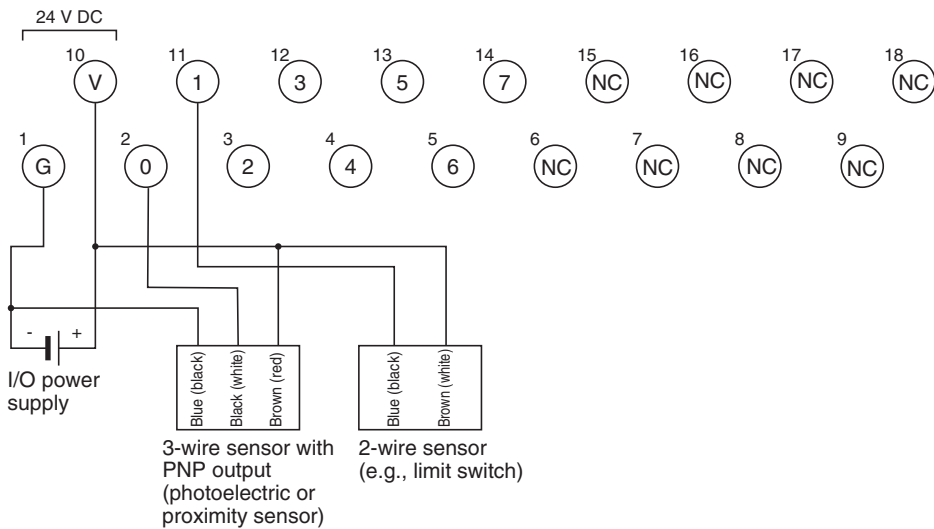 24 V DC
10 11 12 13 14 15 16 17 18
V 1 3 5 7 NC NC NC NC
1 2 3 4 5 6 7 8 9
G 0 2 4 6 NC NC NC NC
- +
I/O power
supply
Blue (black)
Black (white)
Brown (red)
Blue (black)
Brown (white)
3-wire sensor with
PNP output
(photoelectric or
proximity sensor)
2-wire sensor
(e.g., limit switch)